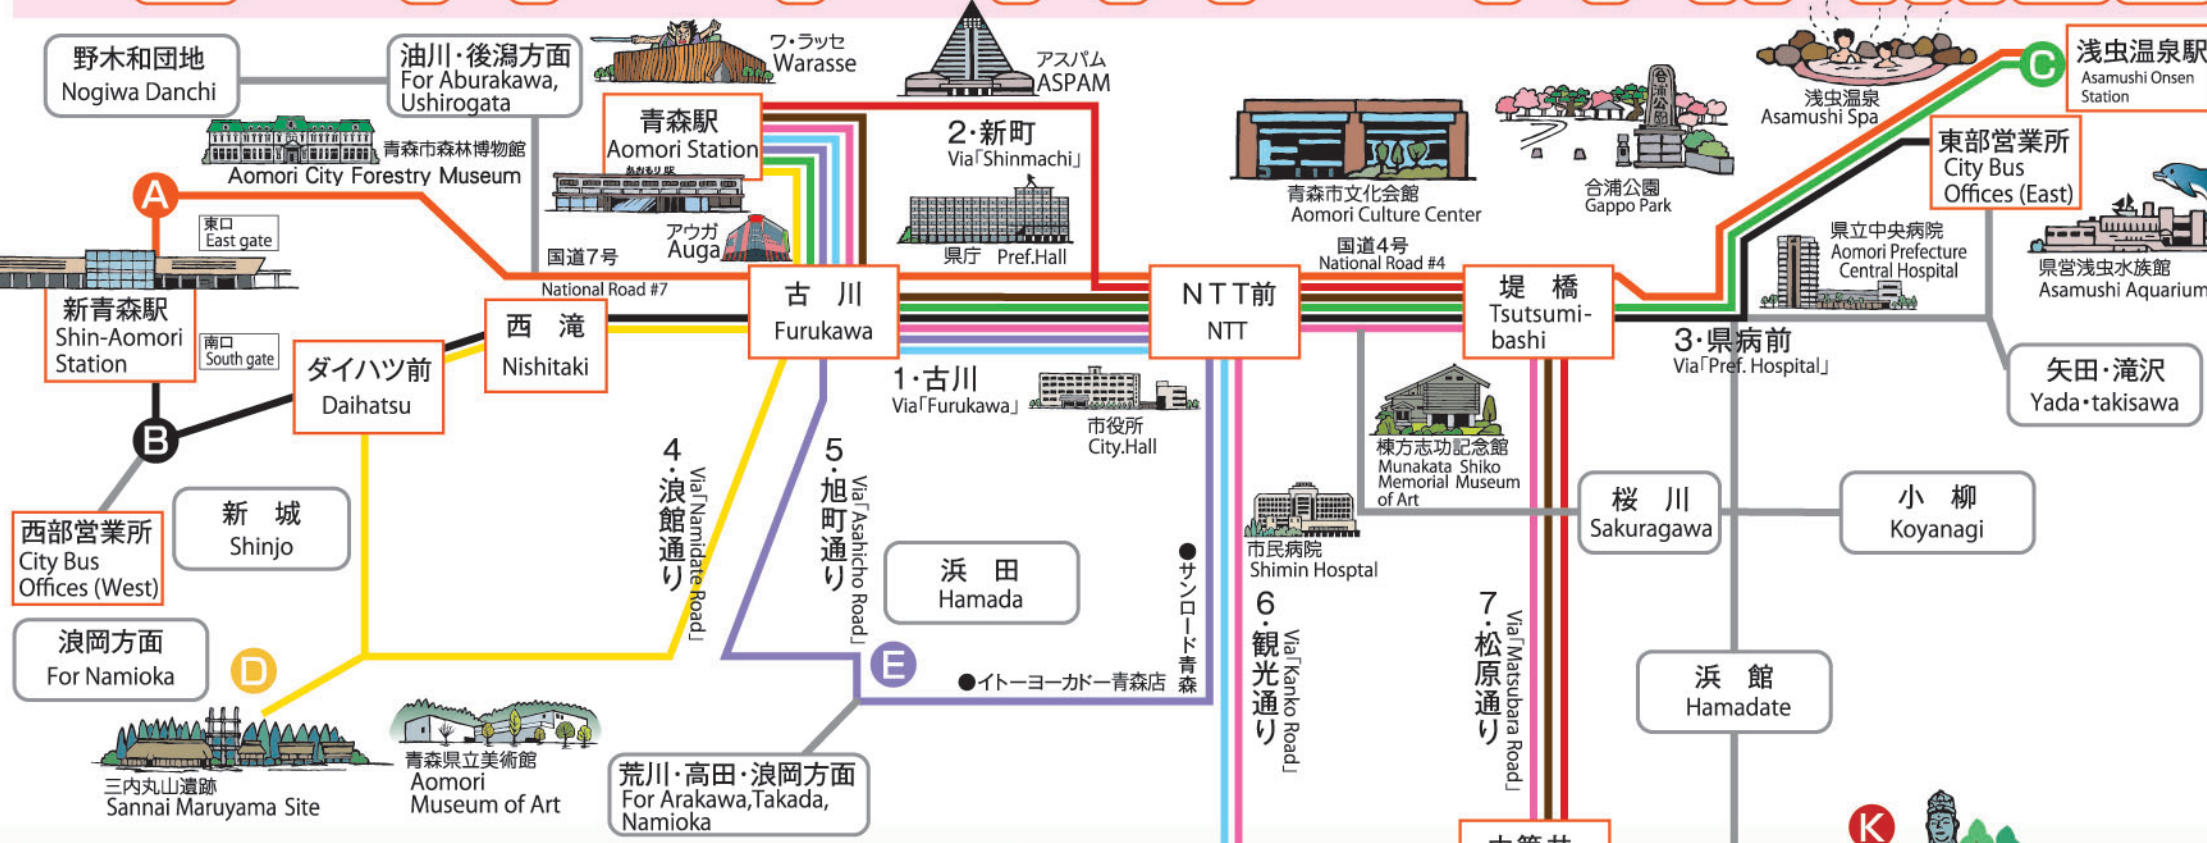 野木和団地
Nogiwa Danchi
油川・後潟方面
For Aburakawa,
Ushirogata
ワ・ラッセ
Warasse
アスパム
ASPAM
浅虫温泉
Asamushi Spa
C
浅虫温泉駅
Asamushi Onsen
Station
青森市森林博物館
Aomori City Forestry Museum
青森駅
Aomori Station
あおもり駅
2・新町
Via「Shinmachi」
青森市文化会館
Aomori Culture Center
合浦公園
合浦公園
Gappo Park
東部営業所
City Bus
Offices (East)
A
東口
East gate
アウガ
Auga
県庁 Pref.Hall
国道7号
National Road #7
国道4号
National Road #4
県立中央病院
Aomori Prefecture
Central Hospital
県営浅虫水族館
Asamushi Aquarium
新青森駅
Shin-Aomori
Station
南口
South gate
西 滝
Nishitaki
古 川
Furukawa
NTT前
NTT
堤 橋
Tsutsumi-
bashi
3・県病前
Via「Pref. Hospital」
ダイハツ前
Daihatsu
1・古川
Via「Furukawa」
市役所
City.Hall
棟方志功記念館
Munakata Shiko
Memorial Museum
of Art
矢田・滝沢
Yada・takisawa
B
西部営業所
City Bus
Offices (West)
新 城
Shinjo
4・浪館通り
Via「Namidate Road」
5・旭町通り
Via「Asahicho Road」
浜 田
Hamada
●サンロード青森
市民病院
Shimin Hosptal
桜 川
Sakuragawa
小 柳
Koyanagi
浪岡方面
For Namioka
D
E
●イトーヨーカドー青森店
6・観光通り
Via「Kanko Road」
7・松原通り
Via「Matsubara Road」
浜 館
Hamadate
三内丸山遺跡
Sannai Maruyama Site
青森県立美術館
Aomori
Museum of Art
荒川・高田・浪岡方面
For Arakawa,Takada,
Namioka
K